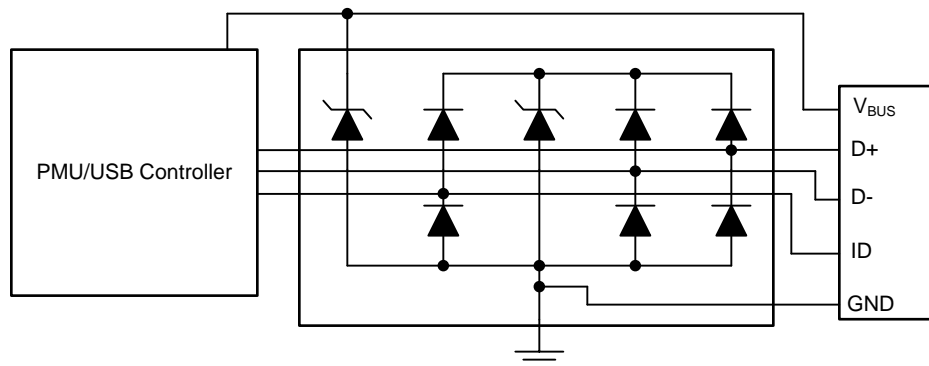 PMU/USB Controller
VBUS
D+
D-
ID
GND